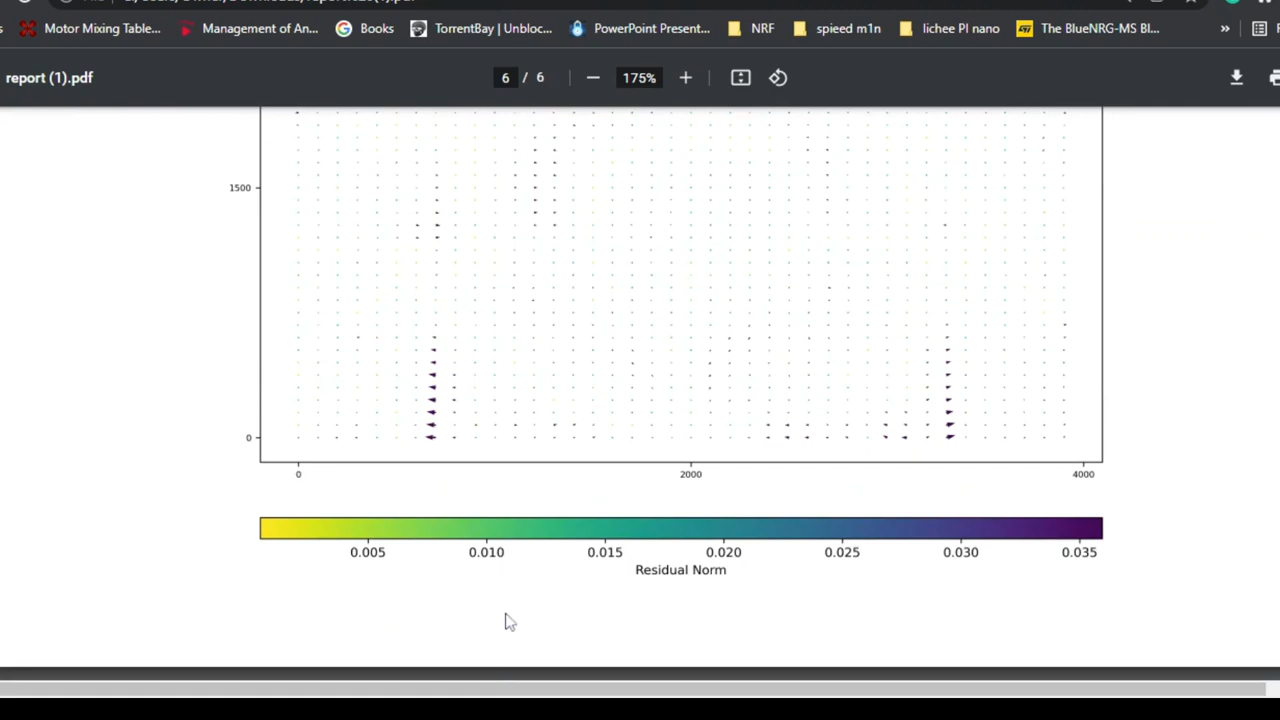 Motor Mixing Table...
Management of An...
Books
TorrentBay | Unbloc...
PowerPoint Present...
NRF
spieed m1n
lichee PI nano
The BlueNRG-MS Bl...
»
report (1).pdf
6 / 6
175%
1500
0
0 2000 4000
0.005 0.010 0.015 0.020 0.025 0.030 0.035
Residual Norm